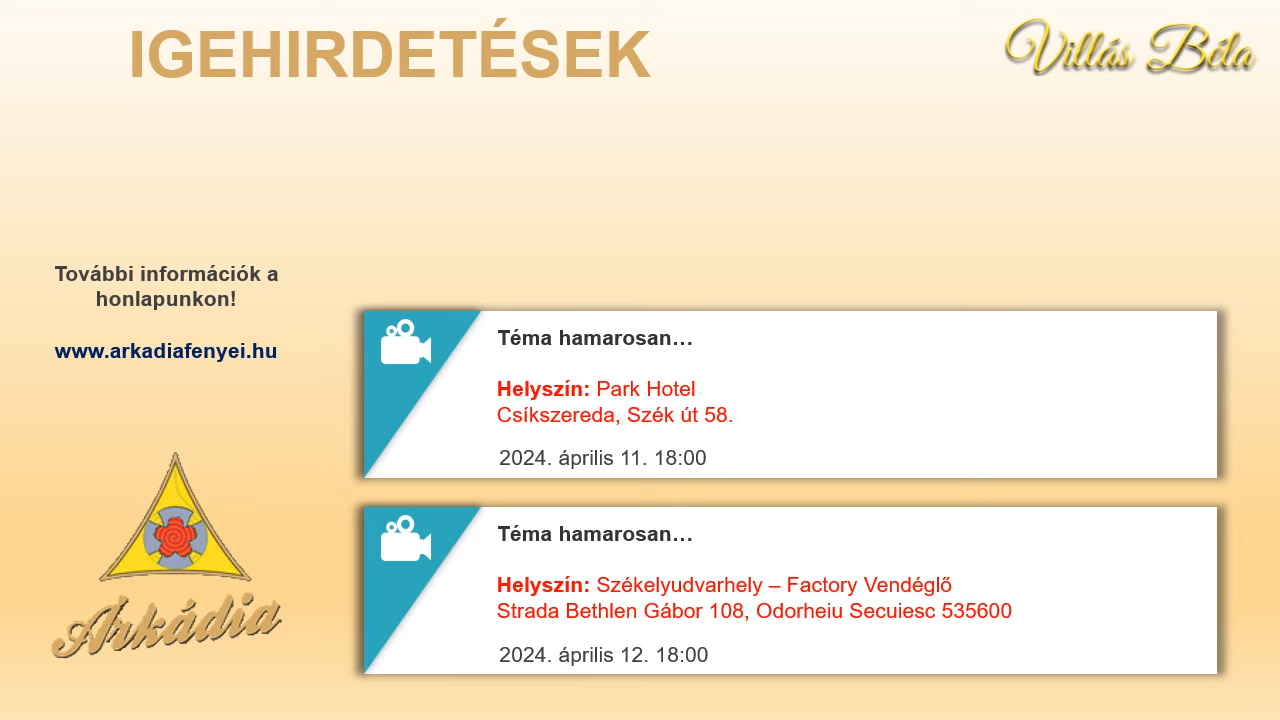 IGEHIRDETÉSEK
Villás Béla
További információk a
honlapunkon!
www.arkadiafenyei.hu
Árkádia
Téma hamarosan…
Helyszín: Park Hotel
Csíkszereda, Szék út 58.
2024. április 11. 18:00
Téma hamarosan…
Helyszín: Székelyudvarhely – Factory Vendéglő
Strada Bethlen Gábor 108, Odorheiu Secuiesc 535600
2024. április 12. 18:00